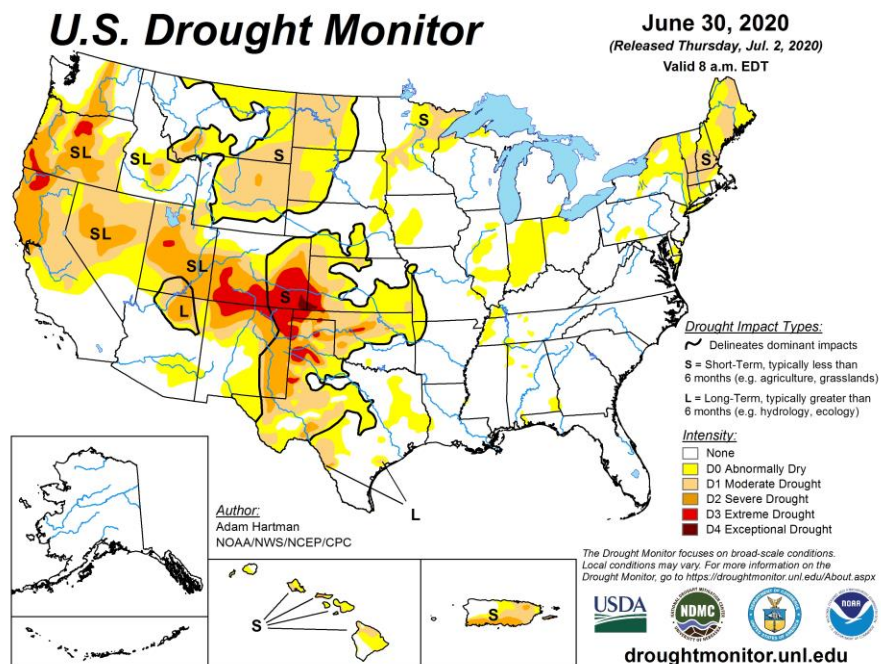 U.S. Drought Monitor
June 30, 2020
(Released Thursday, Jul. 2, 2020)
Valid 8 a.m. EDT
S
S
SL
SL
S
SL
SL
S
L
L
Drought Impact Types:
Delineates dominant impacts
S = Short-Term, typically less than
6 months (e.g. agriculture, grasslands)
L = Long-Term, typically greater than
6 months (e.g. hydrology, ecology)
Intensity:
None
D0 Abnormally Dry
D1 Moderate Drought
D2 Severe Drought
D3 Extreme Drought
D4 Exceptional Drought
Author:
Adam Hartman
NOAA/NWS/NCEP/CPC
S
S
The Drought Monitor focuses on broad-scale conditions.
Local conditions may vary. For more information on the
Drought Monitor, go to https://droughtmonitor.unl.edu/About.aspx
USDA
NDMC
NOAA
droughtmonitor.unl.edu